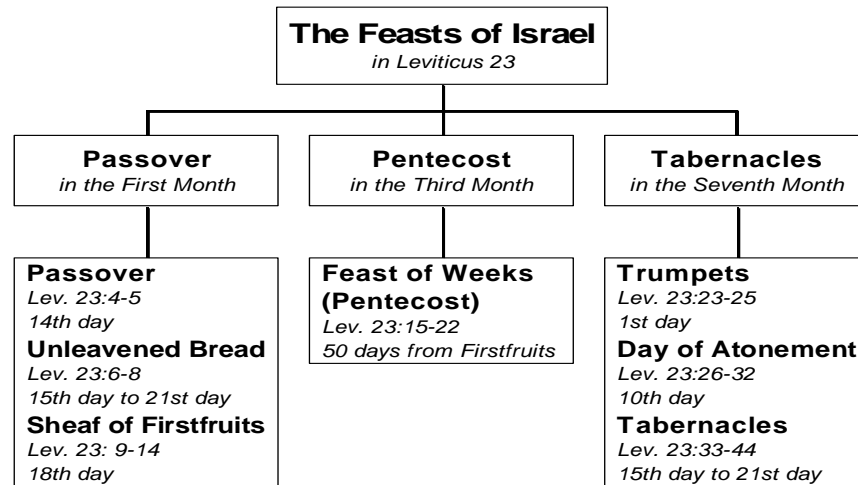 The Feasts of Israel
in Leviticus 23
Passover
in the First Month
Pentecost
in the Third Month
Tabernacles
in the Seventh Month
Passover
Lev. 23:4-5
14th day
Unleavened Bread
Lev. 23:6-8
15th day to 21st day
Sheaf of Firstfruits
Lev. 23: 9-14
18th day
Feast of Weeks
(Pentecost)
Lev. 23:15-22
50 days from Firstfruits
Trumpets
Lev. 23:23-25
1st day
Day of Atonement
Lev. 23:26-32
10th day
Tabernacles
Lev. 23:33-44
15th day to 21st day